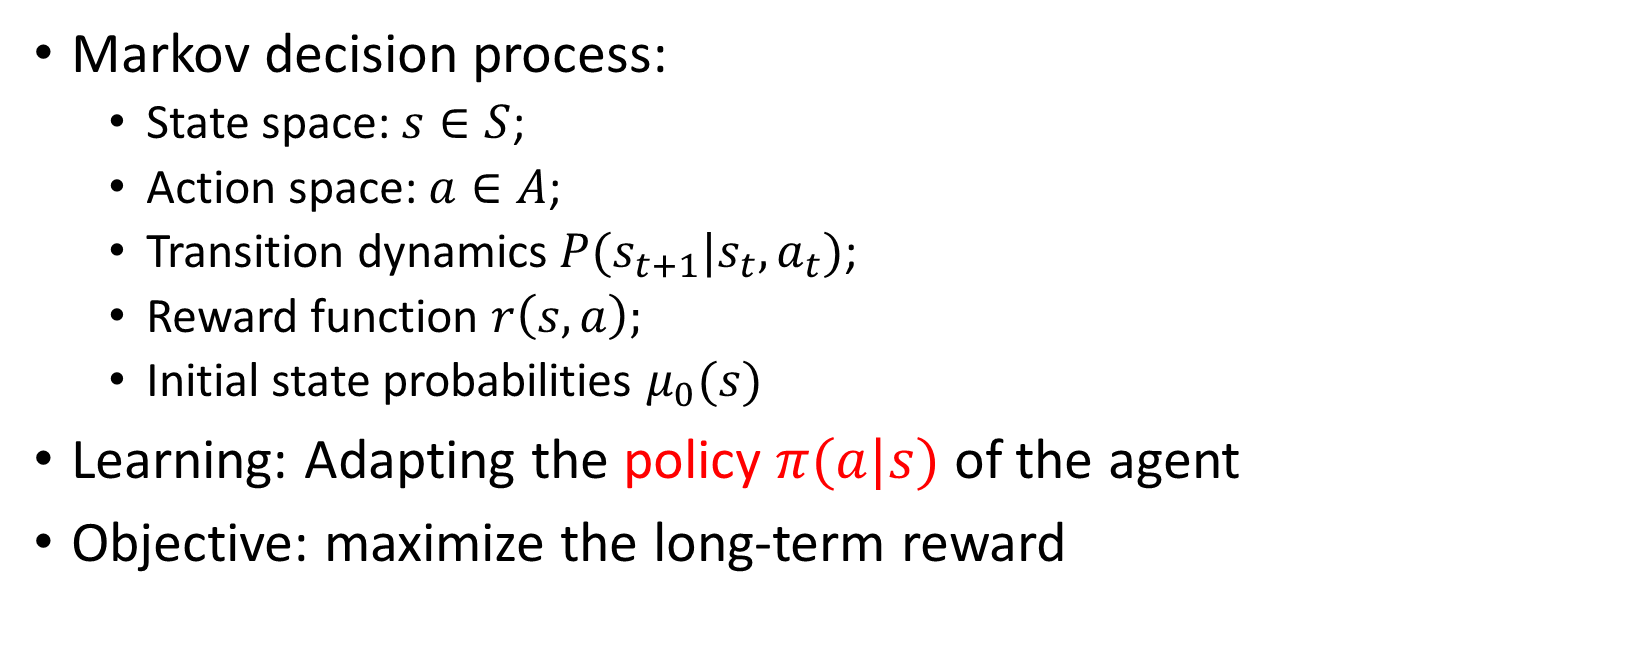 • Markov decision process:
• State space: 𝑠 ∈ 𝑆;
• Action space: 𝑎 ∈ 𝐴;
• Transition dynamics 𝑃(𝑠ₜ₊₁|𝑠ₜ, 𝑎ₜ);
• Reward function 𝑟(𝑠, 𝑎);
• Initial state probabilities 𝜇₀(𝑠)
• Learning: Adapting the policy 𝜋(𝑎|𝑠) of the agent
• Objective: maximize the long-term reward